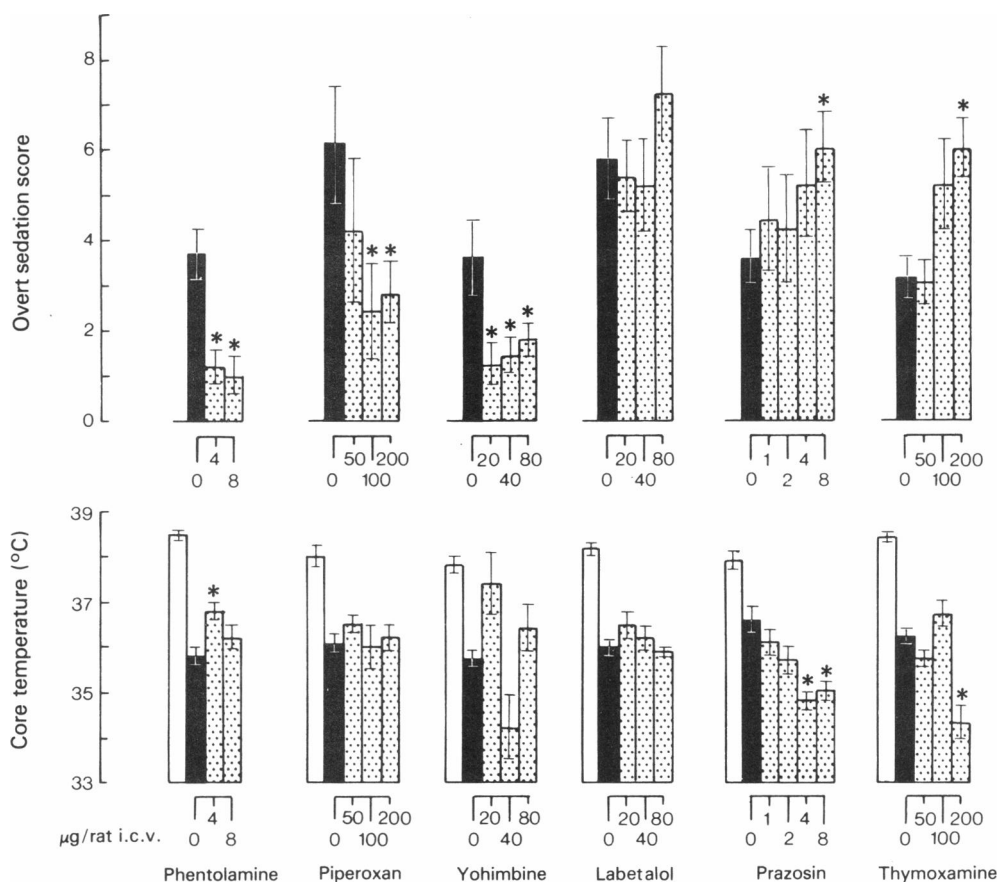 8
6
4
2
0
Overt sedation score
* * * * * * * * *
4 50 200 20 80 20 80 1 4 50 200
0 8 0 100 0 40 0 40 0 2 8 0 100
39
37
35
33
Core temperature (°C)
* * * *
4 50 200 20 80 20 80 1 4 50 200
μg/rat i.c.v. 0 8 0 100 0 40 0 40 0 2 8 0 100
Phentolamine Piperoxan Yohimbine Labetalol Prazosin Thymoxamine